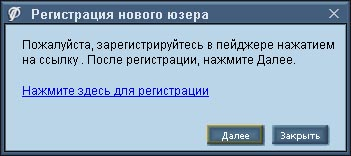 Регистрация нового юзера
Пожалуйста, зарегистрируйтесь в пейджере нажатием
на ссылку . После регистрации, нажмите Далее.
Нажмите здесь для регистрации
Далее Закрыть